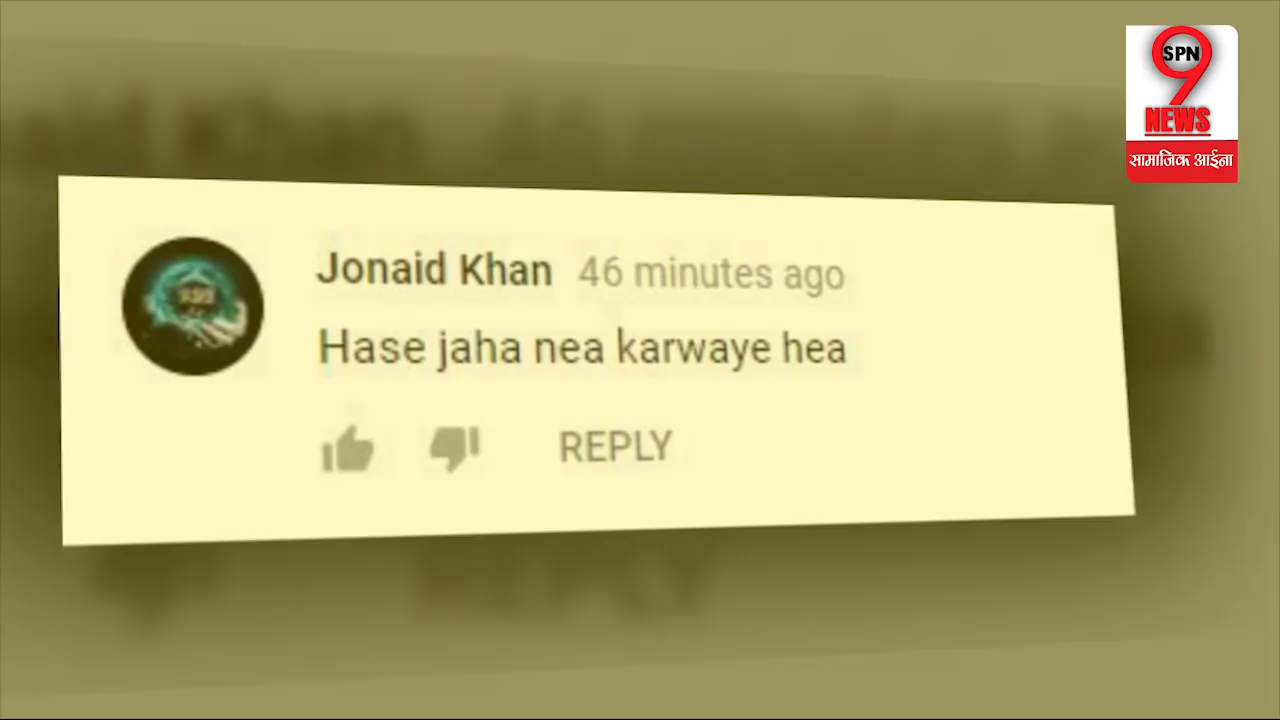 SPN
9
NEWS
सामाजिक आईना
Jonaid Khan 46 minutes ago
Hase jaha nea karwaye hea
REPLY